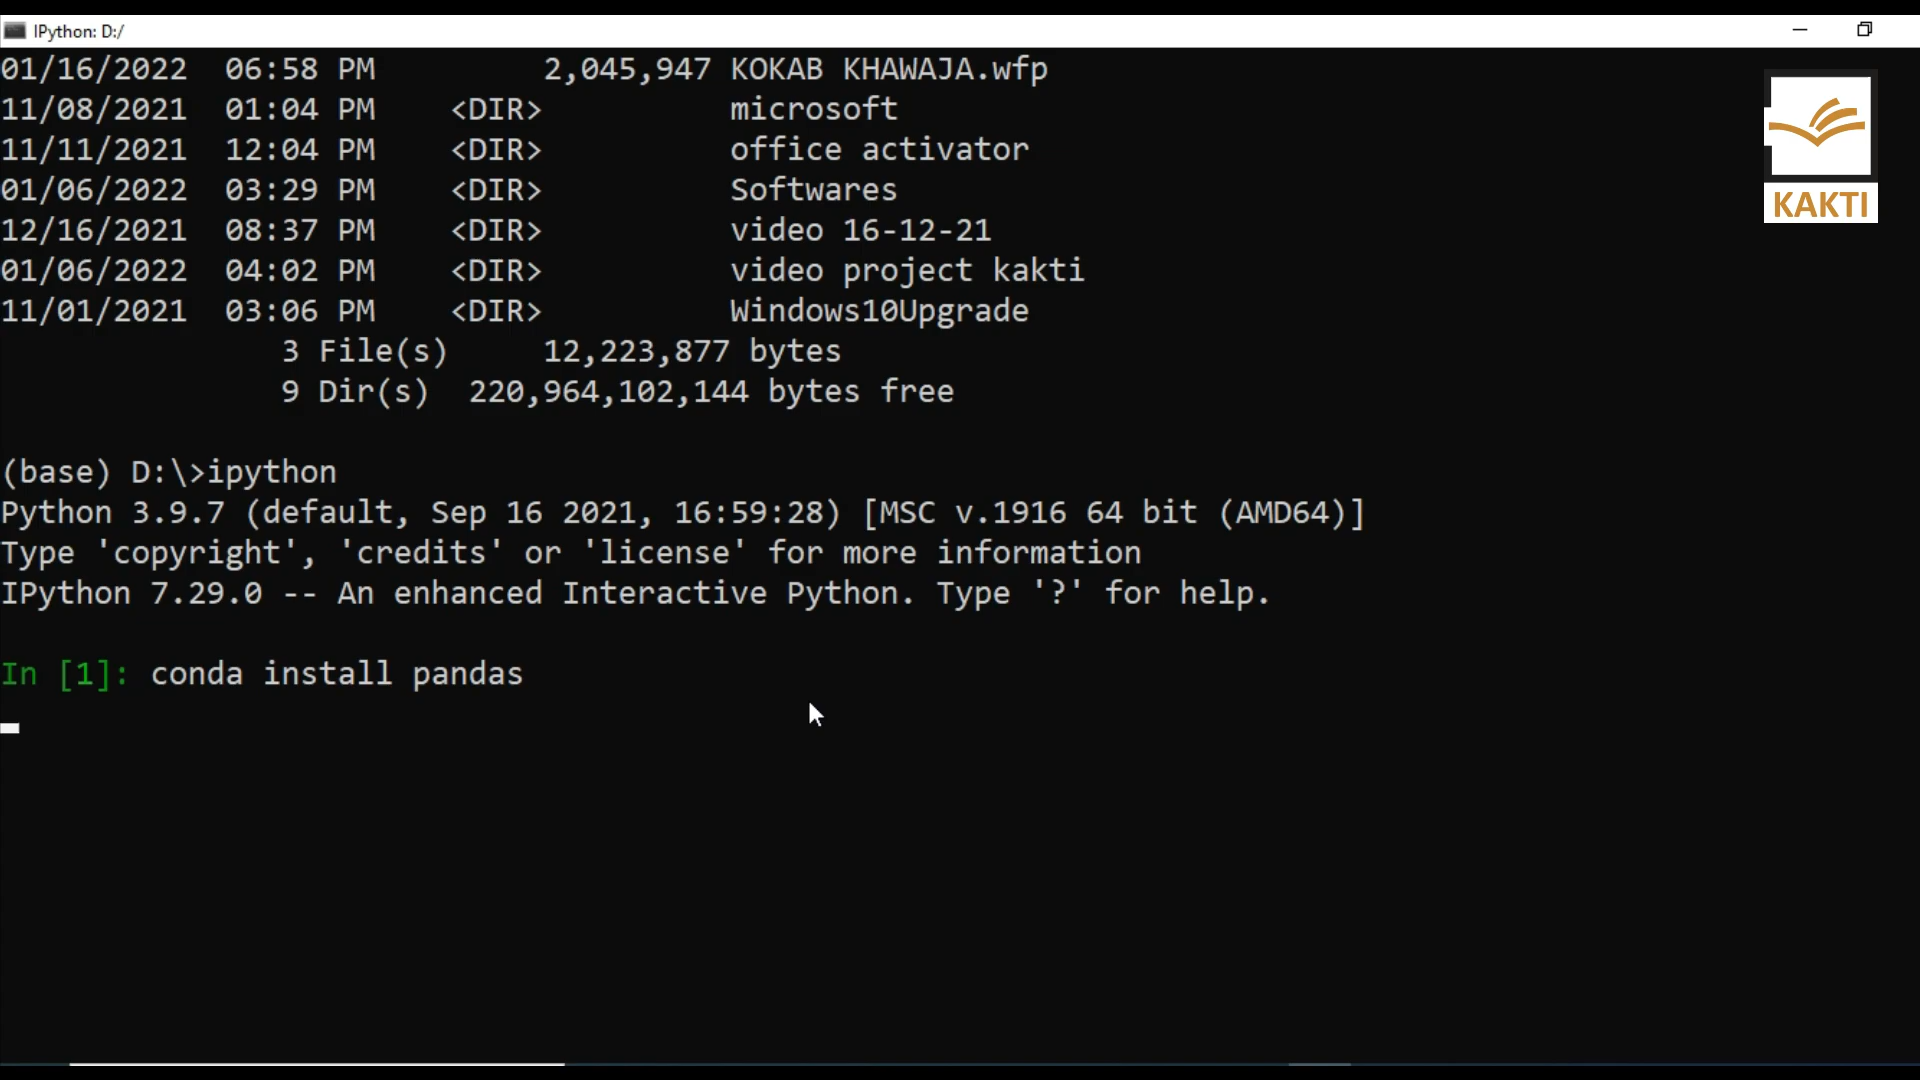 IPython: D:/
01/16/2022  06:58 PM         2,045,947 KOKAB KHAWAJA.wfp
11/08/2021  01:04 PM    <DIR>          microsoft
11/11/2021  12:04 PM    <DIR>          office activator
01/06/2022  03:29 PM    <DIR>          Softwares
12/16/2021  08:37 PM    <DIR>          video 16-12-21
01/06/2022  04:02 PM    <DIR>          video project kakti
11/01/2021  03:06 PM    <DIR>          Windows10Upgrade
               3 File(s)     12,223,877 bytes
               9 Dir(s)  220,964,102,144 bytes free
(base) D:\>ipython
Python 3.9.7 (default, Sep 16 2021, 16:59:28) [MSC v.1916 64 bit (AMD64)]
Type 'copyright', 'credits' or 'license' for more information
IPython 7.29.0 -- An enhanced Interactive Python. Type '?' for help.
In [1]: conda install pandas
KAKTI